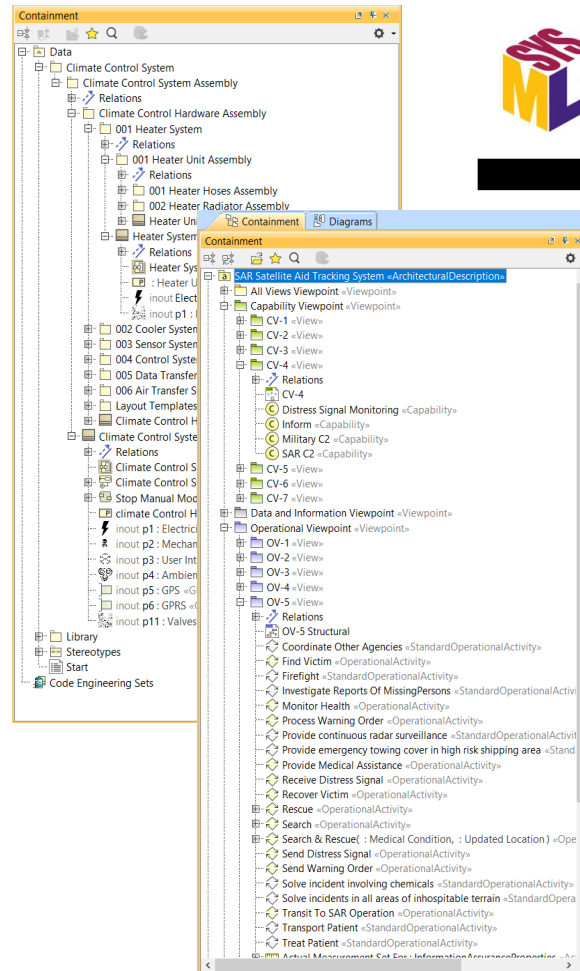 Containment
Data
Climate Control System
Climate Control System Assembly
Relations
Climate Control Hardware Assembly
001 Heater System
Relations
001 Heater Unit Assembly
Relations
001 Heater Hoses Assembly
002 Heater Radiator Assembly
Heater Uni
Heater System
Relations
Heater Sys
: Heater U
inout Elect
inout p1 :
002 Cooler System
003 Sensor System
004 Control Syste
005 Data Transfer
006 Air Transfer S
Layout Templates
Climate Control H
Climate Control Syste
Relations
Climate Control S
Climate Control S
Stop Manual Mod
climate Control H
inout p1 : Electrici
inout p2 : Mechan
inout p3 : User Int
inout p4 : Ambien
inout p5 : GPS «G
inout p6 : GPRS «
inout p11 : Valves
Library
Stereotypes
Start
Code Engineering Sets
SYS
ML
Containment Diagrams
Containment
SAR Satellite Aid Tracking System «ArchitecturalDescription»
All Views Viewpoint «Viewpoint»
Capability Viewpoint «Viewpoint»
CV-1 «View»
CV-2 «View»
CV-3 «View»
CV-4 «View»
Relations
CV-4
Distress Signal Monitoring «Capability»
Inform «Capability»
Military C2 «Capability»
SAR C2 «Capability»
CV-5 «View»
CV-6 «View»
CV-7 «View»
Data and Information Viewpoint «Viewpoint»
Operational Viewpoint «Viewpoint»
OV-1 «View»
OV-2 «View»
OV-3 «View»
OV-4 «View»
OV-5 «View»
Relations
OV-5 Structural
Coordinate Other Agencies «StandardOperationalActivity»
Find Victim «OperationalActivity»
Firefight «StandardOperationalActivity»
Investigate Reports Of MissingPersons «StandardOperationalActivi
Monitor Health «OperationalActivity»
Process Warning Order «OperationalActivity»
Provide continuous radar surveillance «StandardOperationalActivit
Provide emergency towing cover in high risk shipping area «Stand
Provide Medical Assistance «OperationalActivity»
Receive Distress Signal «OperationalActivity»
Recover Victim «OperationalActivity»
Rescue «OperationalActivity»
Search «OperationalActivity»
Search & Rescue( : Medical Condition, : Updated Location ) «Ope
Send Distress Signal «OperationalActivity»
Send Warning Order «OperationalActivity»
Solve incident involving chemicals «StandardOperationalActivity»
Solve incidents in all areas of inhospitable terrain «StandardOpera
Transit To SAR Operation «OperationalActivity»
Transport Patient «StandardOperationalActivity»
Treat Patient «StandardOperationalActivity»
Actual Measurement Set For : InformationAssuranceProperties